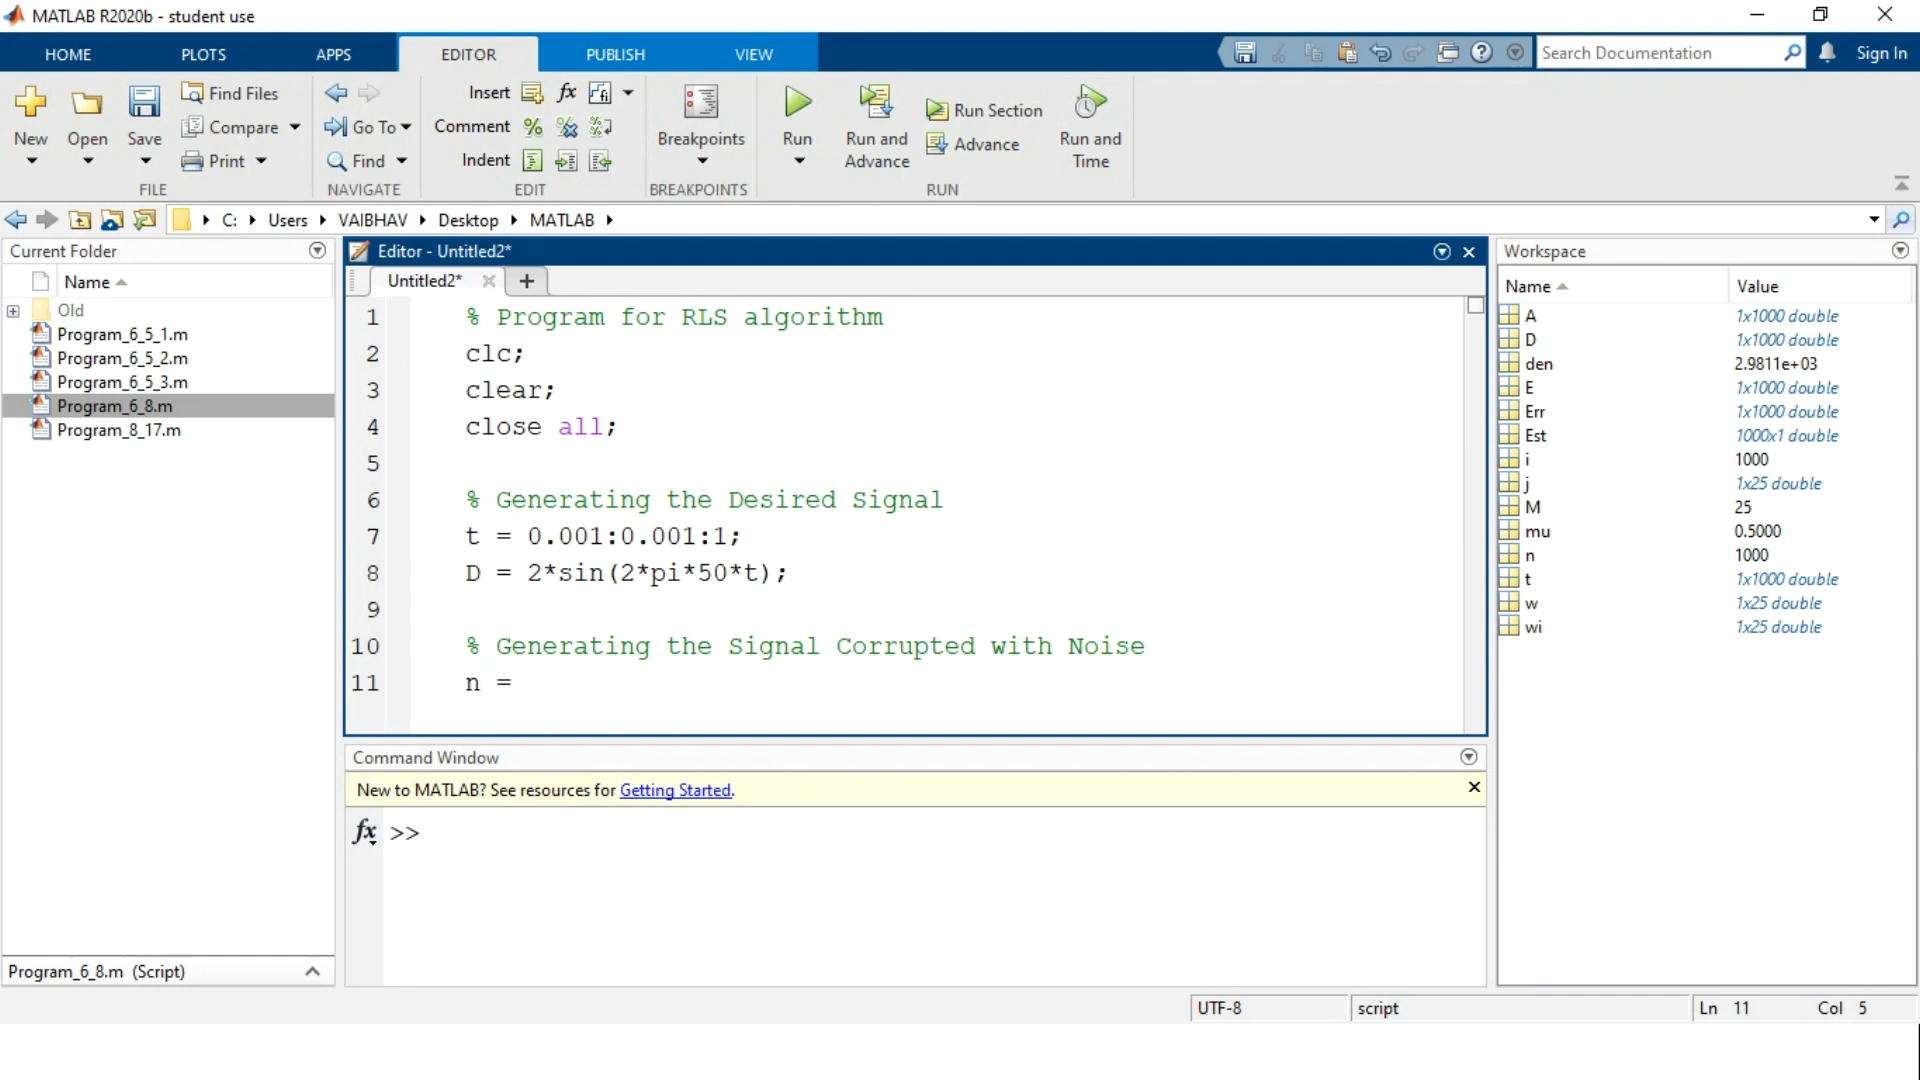 MATLAB R2020b - student use
HOME PLOTS APPS EDITOR PUBLISH VIEW Search Documentation Sign In
Find Files Insert fx
New Open Save Compare Go To Comment % Breakpoints Run Run and Advance Run Section Advance Run and Time
Print Find Indent
FILE NAVIGATE EDIT BREAKPOINTS RUN
C: Users VAIBHAV Desktop MATLAB
Current Folder
Name
Old
Program_6_5_1.m
Program_6_5_2.m
Program_6_5_3.m
Program_6_8.m
Program_8_17.m
Program_6_8.m (Script)
Editor - Untitled2*
Untitled2*
1 % Program for RLS algorithm
2 clc;
3 clear;
4 close all;
5
6 % Generating the Desired Signal
7 t = 0.001:0.001:1;
8 D = 2*sin(2*pi*50*t);
9
10 % Generating the Signal Corrupted with Noise
11 n =
Command Window
New to MATLAB? See resources for Getting Started.
fx >>
Workspace
Name Value
A 1x1000 double
D 1x1000 double
den 2.9811e+03
E 1x1000 double
Err 1x1000 double
Est 1000x1 double
i 1000
j 1x25 double
M 25
mu 0.5000
n 1000
t 1x1000 double
w 1x25 double
wi 1x25 double
UTF-8 script Ln 11 Col 5